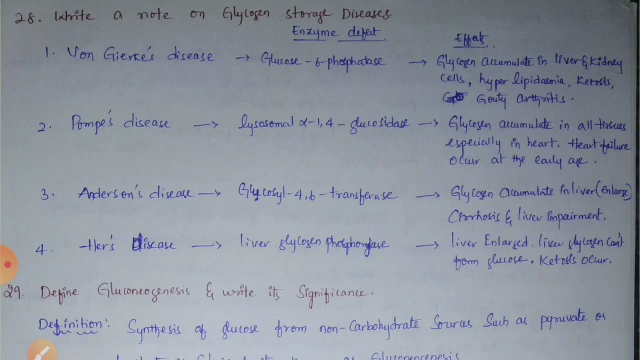 28. Write a note on Glycogen Storage Diseases.
Enzyme defect Effects.
1. Von Gierke's disease → Glucose-6-phosphatase → Glycogen accumulate in liver & kidney
cells, hyper lipidaemia, Ketosis,
Gouty Arthritis.
2. Pompe's disease → lysosomal α-1,4-glucosidase → Glycogen accumulate in all tissues
especially in heart. Heart failure
occur at the early age.
3. Anderson's disease → Glycosyl-4,6-transferase → Glycogen Accumulate in liver (enlarge)
Cirrhosis & liver Impairment.
4. Her's disease → liver glycogen phosphorylase → liver Enlarged. liver glycogen can't
form glucose. Ketosis occur.
29. Define Gluconeogenesis & write its Significance.
Definition: Synthesis of glucose from non-Carbohydrate Sources Such as pyruvate or